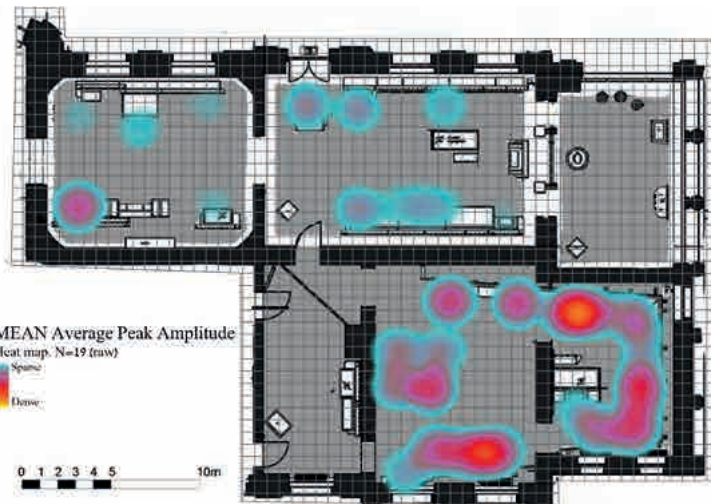 MEAN Average Peak Amplitude
Heat map. N=19 (raw)
Sparse
Dense
0 1 2 3 4 5 10m